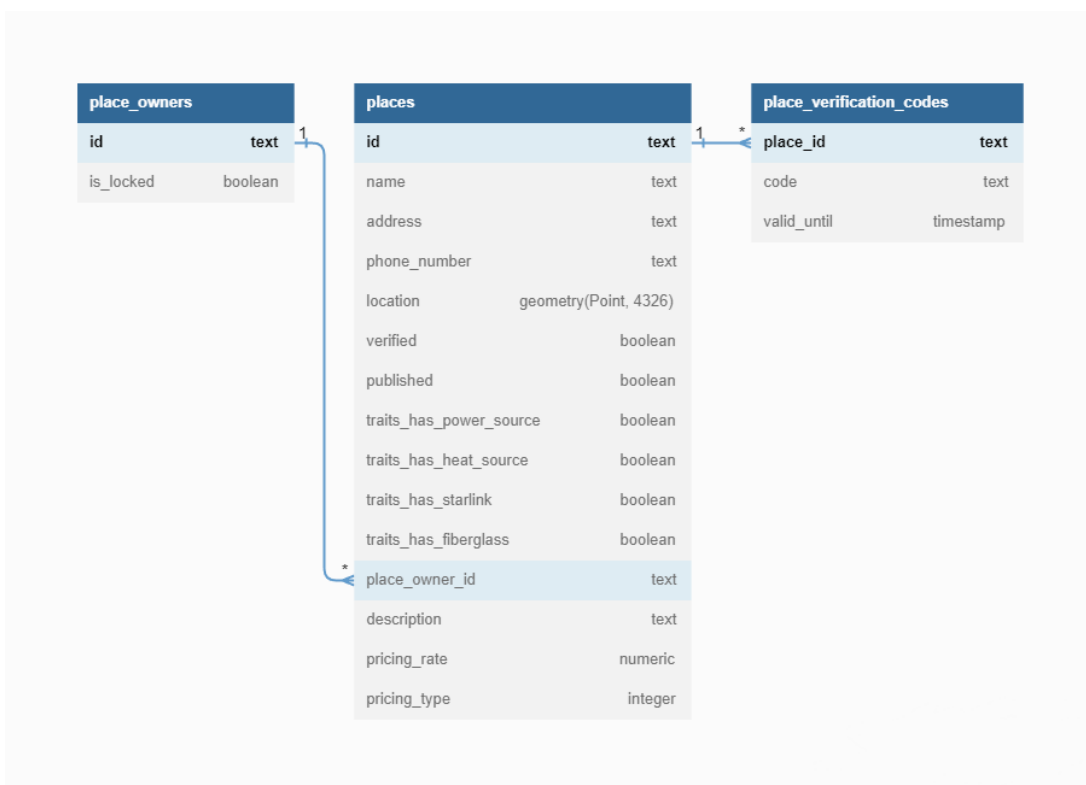 place_owners
id text
is_locked boolean
1
*
places
id text
name text
address text
phone_number text
location geometry(Point, 4326)
verified boolean
published boolean
traits_has_power_source boolean
traits_has_heat_source boolean
traits_has_starlink boolean
traits_has_fiberglass boolean
place_owner_id text
description text
pricing_rate numeric
pricing_type integer
1
*
place_verification_codes
place_id text
code text
valid_until timestamp